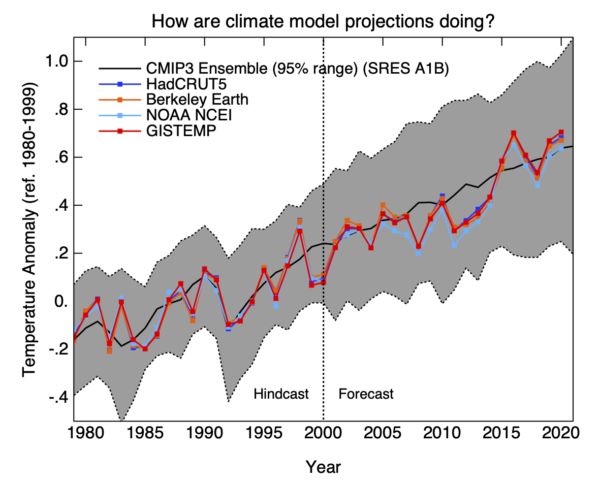 How are climate model projections doing?
1.0
CMIP3 Ensemble (95% range) (SRES A1B)
HadCRUT5
Berkeley Earth
NOAA NCEI
GISTEMP
.8
.6
.4
.2
0.
-.2
-.4
Temperature Anomaly (ref. 1980-1999)
Hindcast
Forecast
1980 1985 1990 1995 2000 2005 2010 2015 2020
Year